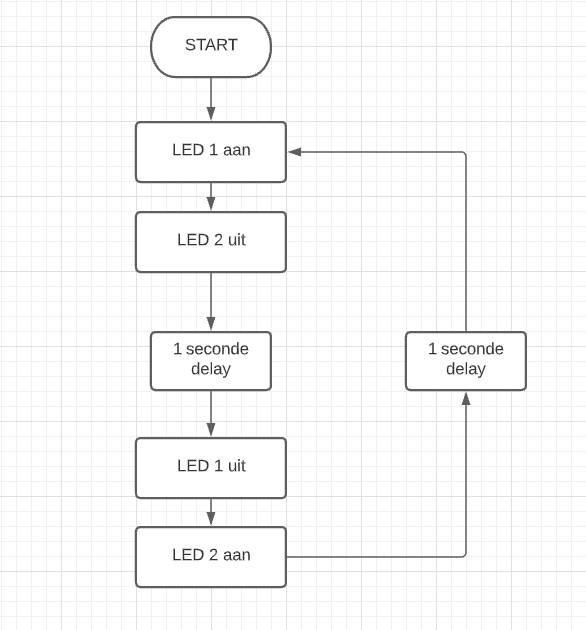 START
LED 1 aan
LED 2 uit
1 seconde
delay
1 seconde
delay
LED 1 uit
LED 2 aan